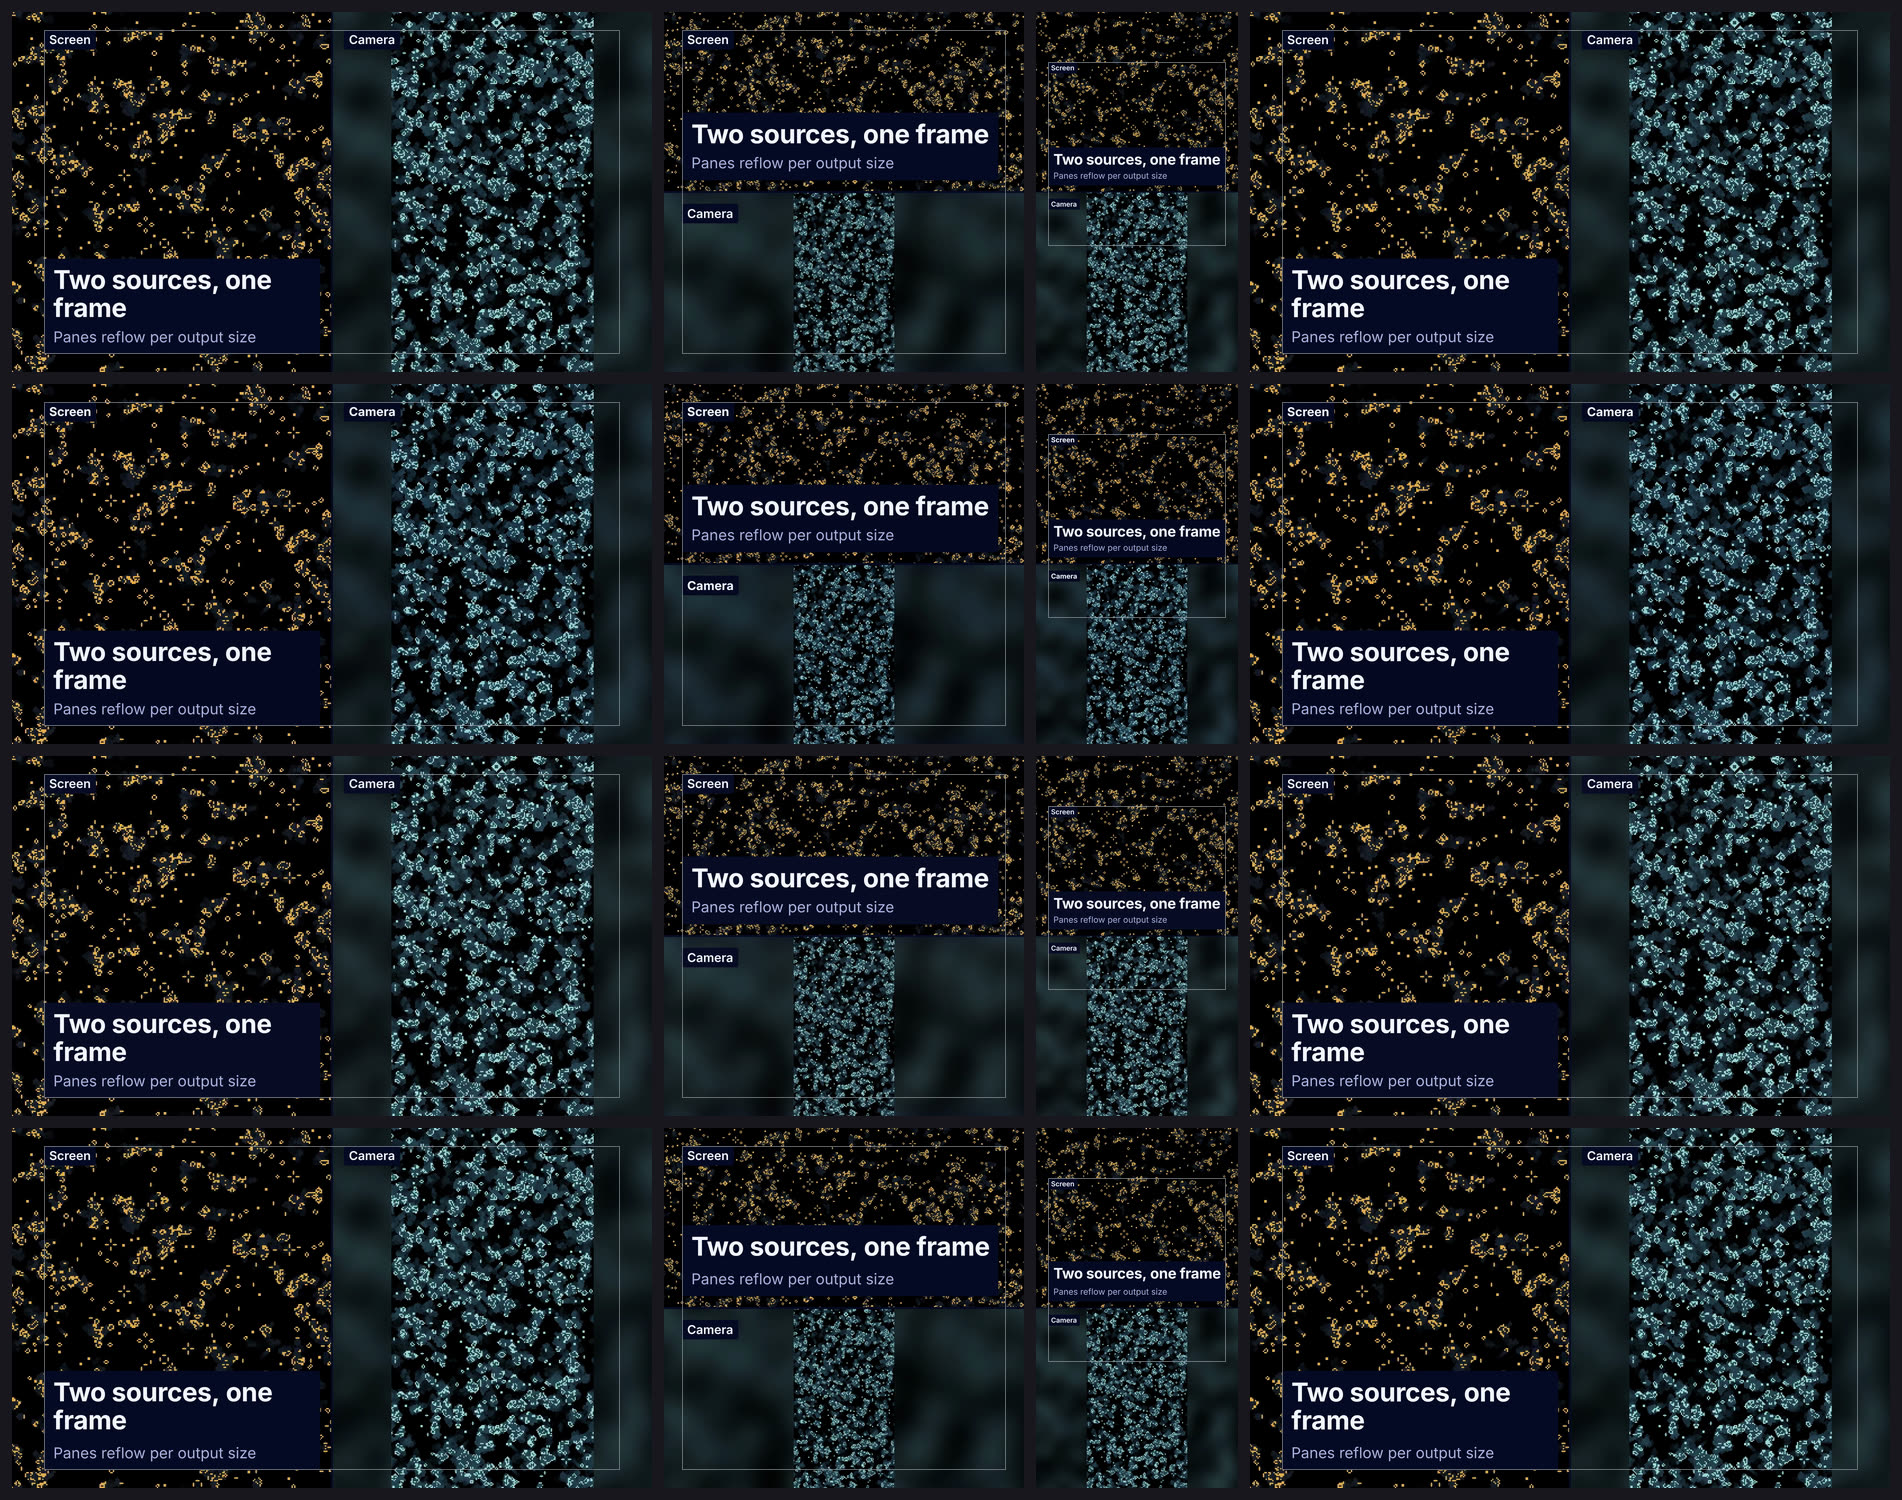 Screen
Camera
Two sources, one
frame
Panes reflow per output size
Screen
Two sources, one frame
Panes reflow per output size
Camera
Screen
Two sources, one frame
Panes reflow per output size
Camera
Screen
Camera
Two sources, one
frame
Panes reflow per output size
Screen
Camera
Two sources, one
frame
Panes reflow per output size
Screen
Two sources, one frame
Panes reflow per output size
Camera
Screen
Two sources, one frame
Panes reflow per output size
Camera
Screen
Camera
Two sources, one
frame
Panes reflow per output size
Screen
Camera
Two sources, one
frame
Panes reflow per output size
Screen
Two sources, one frame
Panes reflow per output size
Camera
Screen
Two sources, one frame
Panes reflow per output size
Camera
Screen
Camera
Two sources, one
frame
Panes reflow per output size
Screen
Camera
Two sources, one
frame
Panes reflow per output size
Screen
Two sources, one frame
Panes reflow per output size
Camera
Screen
Two sources, one frame
Panes reflow per output size
Camera
Screen
Camera
Two sources, one
frame
Panes reflow per output size